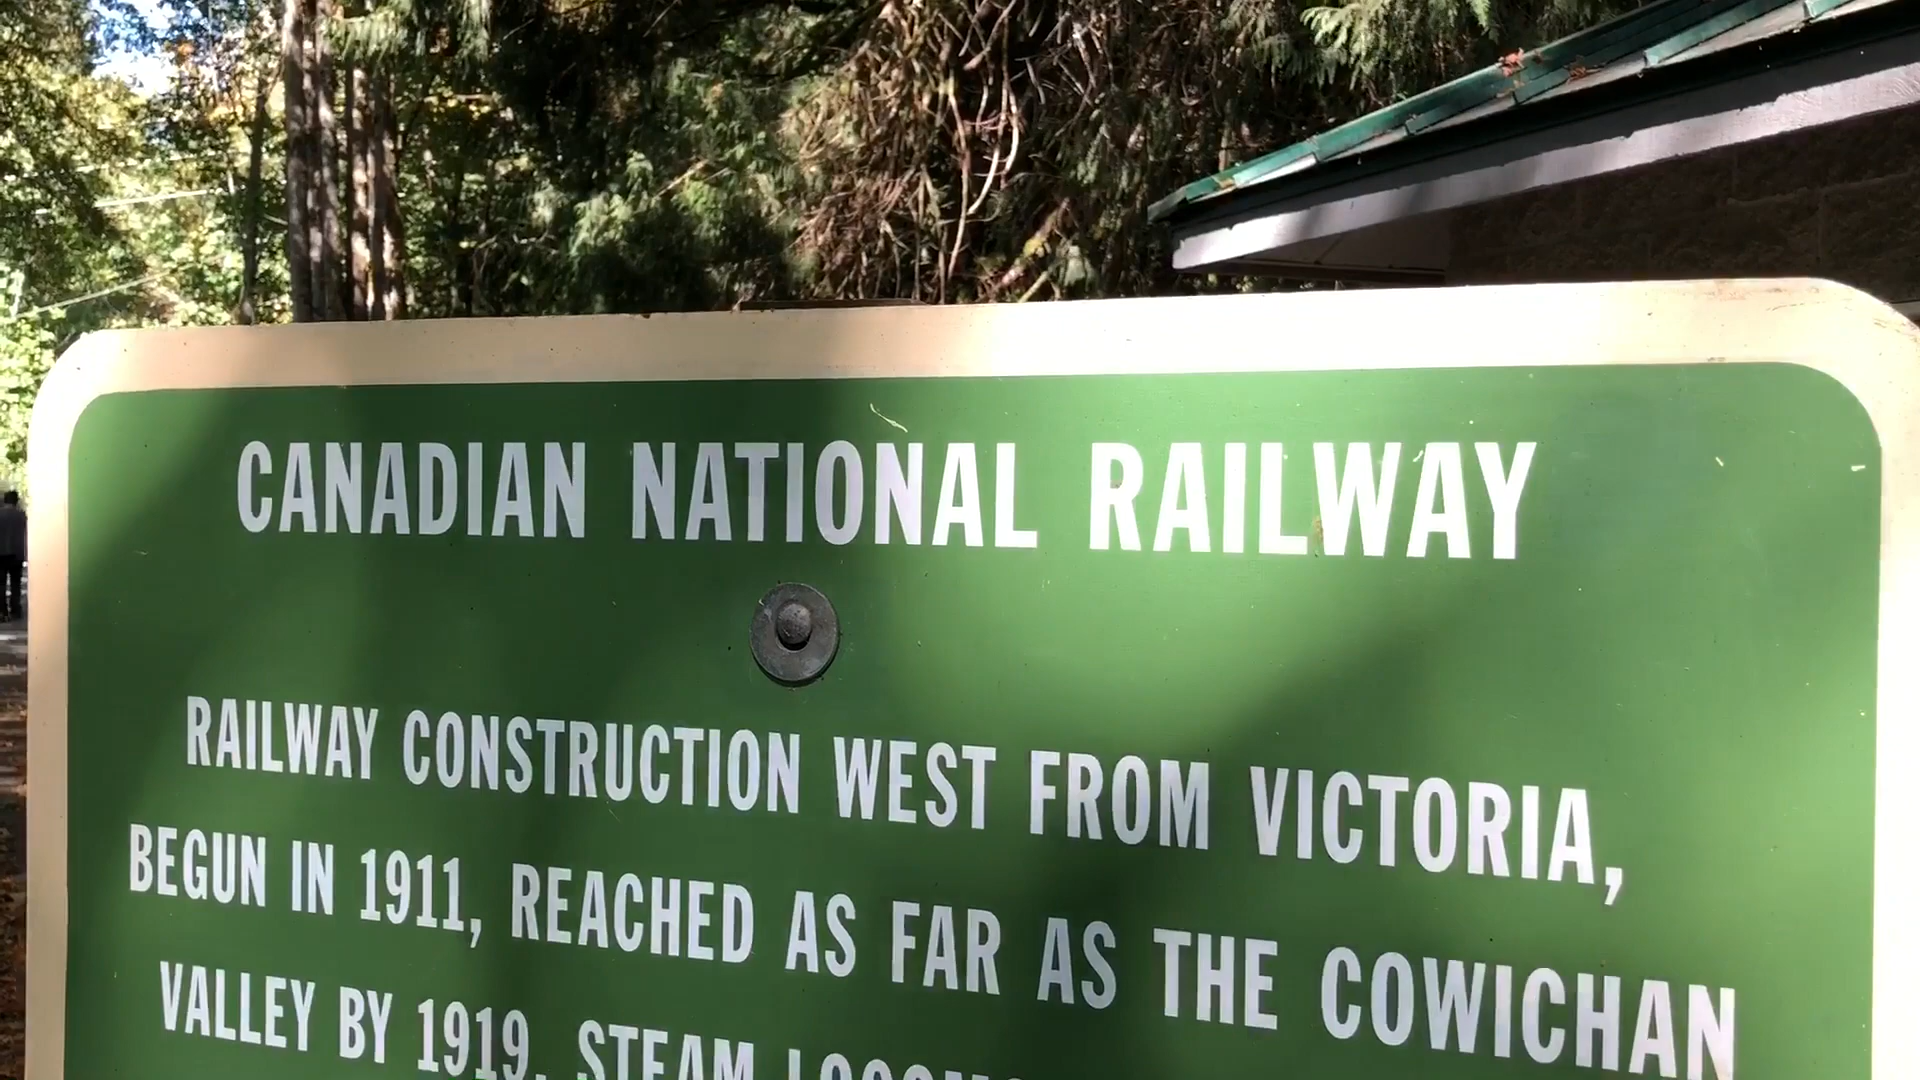 CANADIAN NATIONAL RAILWAY
RAILWAY CONSTRUCTION WEST FROM VICTORIA,
BEGUN IN 1911, REACHED AS FAR AS THE COWICHAN
VALLEY BY 1919. STEAM